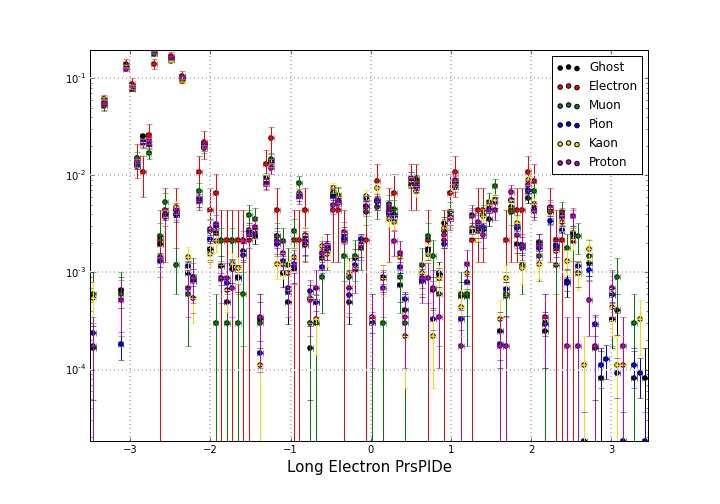 10⁻¹
10⁻²
10⁻³
10⁻⁴
Ghost
Electron
Muon
Pion
Kaon
Proton
−3 −2 −1 0 1 2 3
Long Electron PrsPIDe